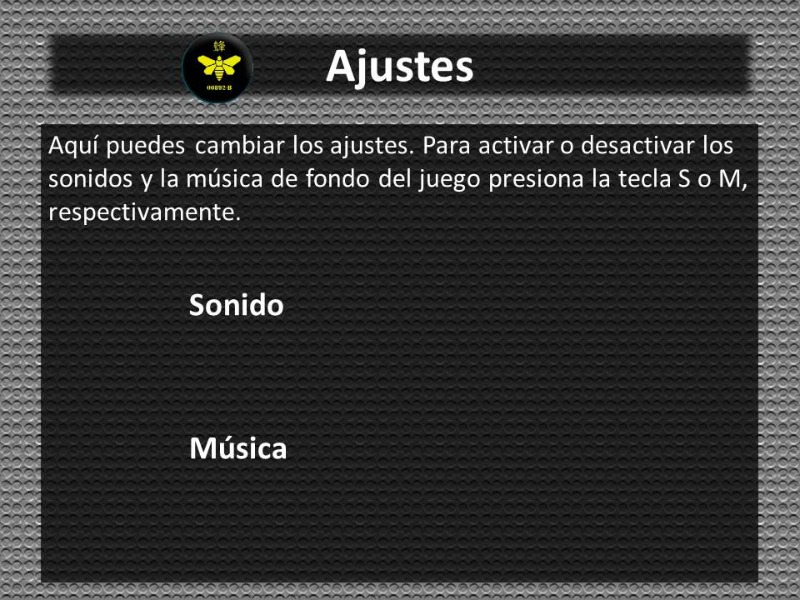 蜂
Ajustes
Aquí puedes cambiar los ajustes. Para activar o desactivar los
sonidos y la música de fondo del juego presiona la tecla S o M,
respectivamente.
Sonido
Música